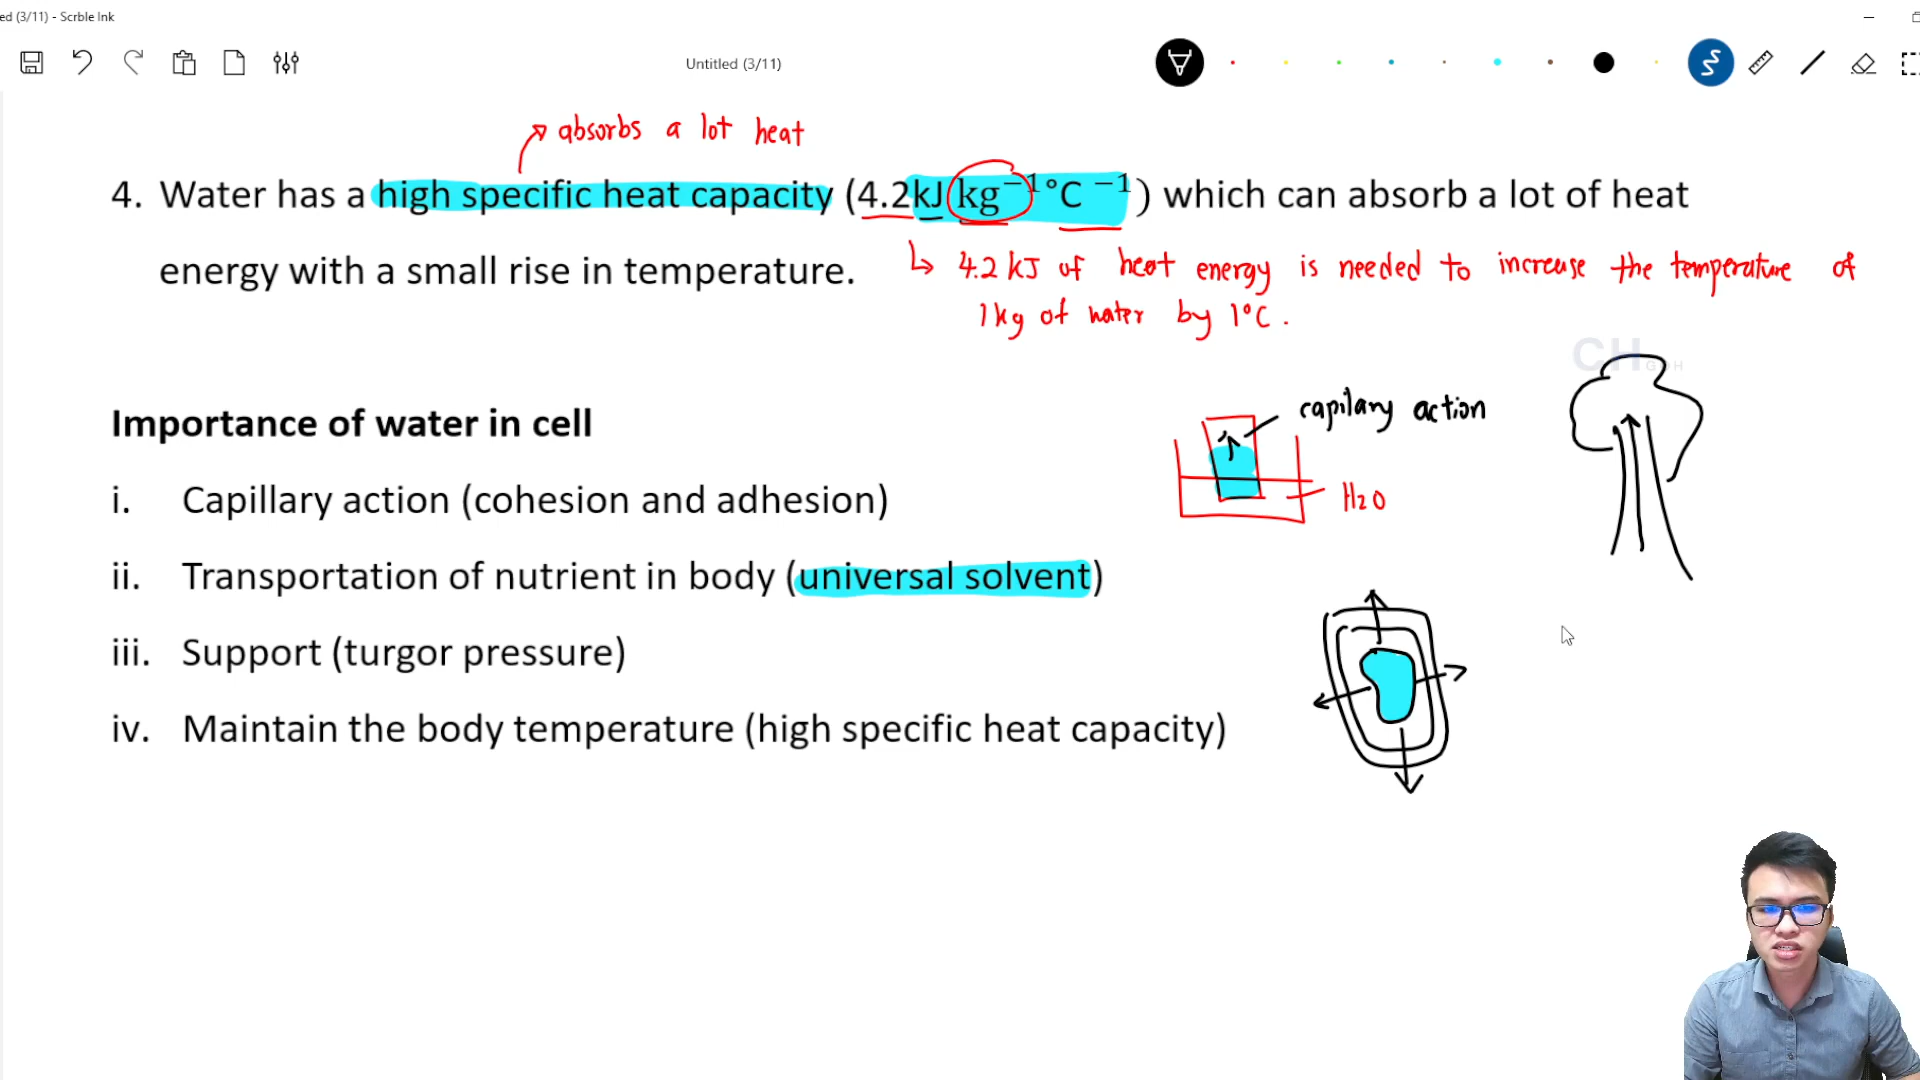 ed (3/11) - Scrble Ink
Untitled (3/11)
absorbs a lot heat
4. Water has a high specific heat capacity (4.2kJ kg⁻¹°C ⁻¹) which can absorb a lot of heat
energy with a small rise in temperature.
↳ 4.2 kJ of heat energy is needed to increase the temperature of
1kg of water by 1°C.
CH
Importance of water in cell
capilary action
i. Capillary action (cohesion and adhesion)
H₂O
ii. Transportation of nutrient in body (universal solvent)
iii. Support (turgor pressure)
iv. Maintain the body temperature (high specific heat capacity)